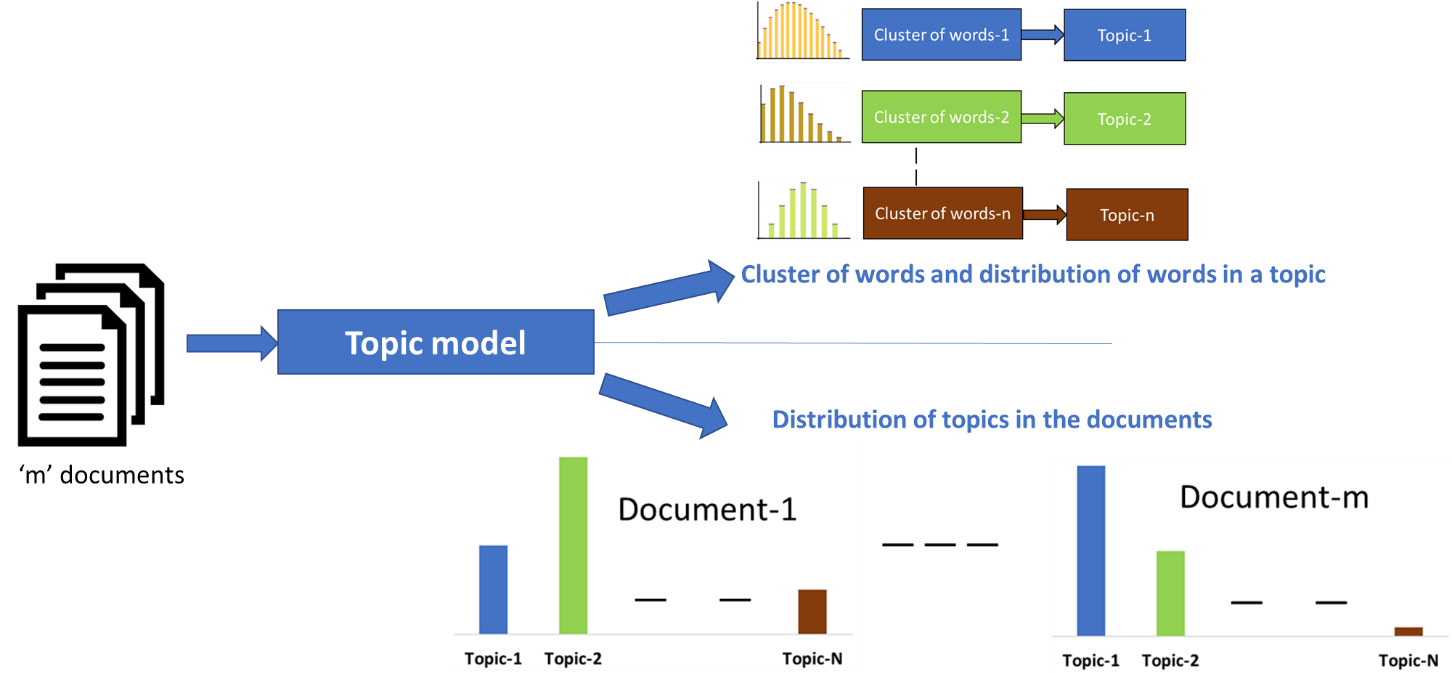 Cluster of words-1
Topic-1
Cluster of words-2
Topic-2
Cluster of words-n
Topic-n
Cluster of words and distribution of words in a topic
Topic model
Distribution of topics in the documents
‘m’ documents
Document-1
Topic-1
Topic-2
Topic-N
Document-m
Topic-1
Topic-2
Topic-N